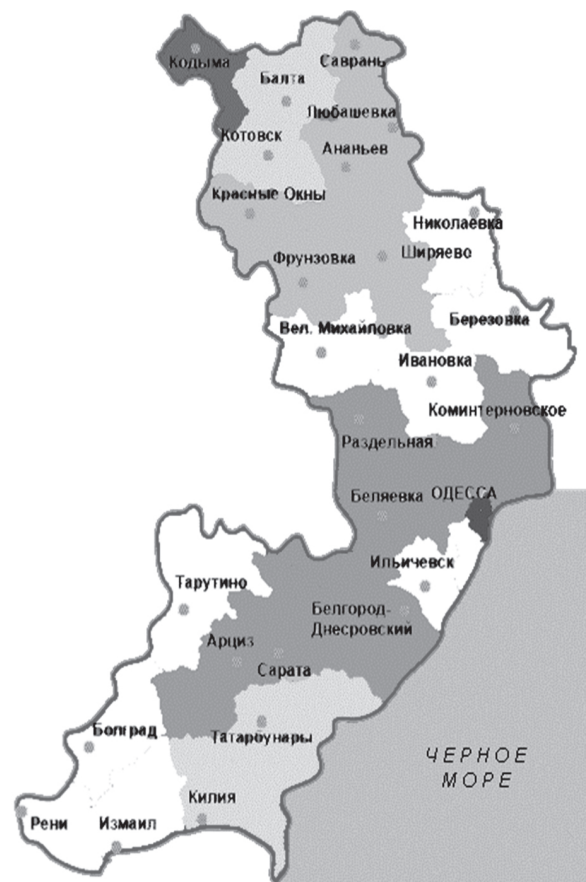 Саврань
Кодыма
Балта
Любашевка
Котовск
Ананьев
Красные Окны
Николаевка
Ширяево
Фрунзовка
Березовка
Вел. Михайловка
Ивановка
Коминтерновское
Раздельная
Беляевка
ОДЕССА
Ильичевск
Тарутино
Белгород-
Днесровский
Арциз
Сарата
Болград
Татарбунары
ЧЕРНОЕ
МОРЕ
Килия
Рени
Измаил